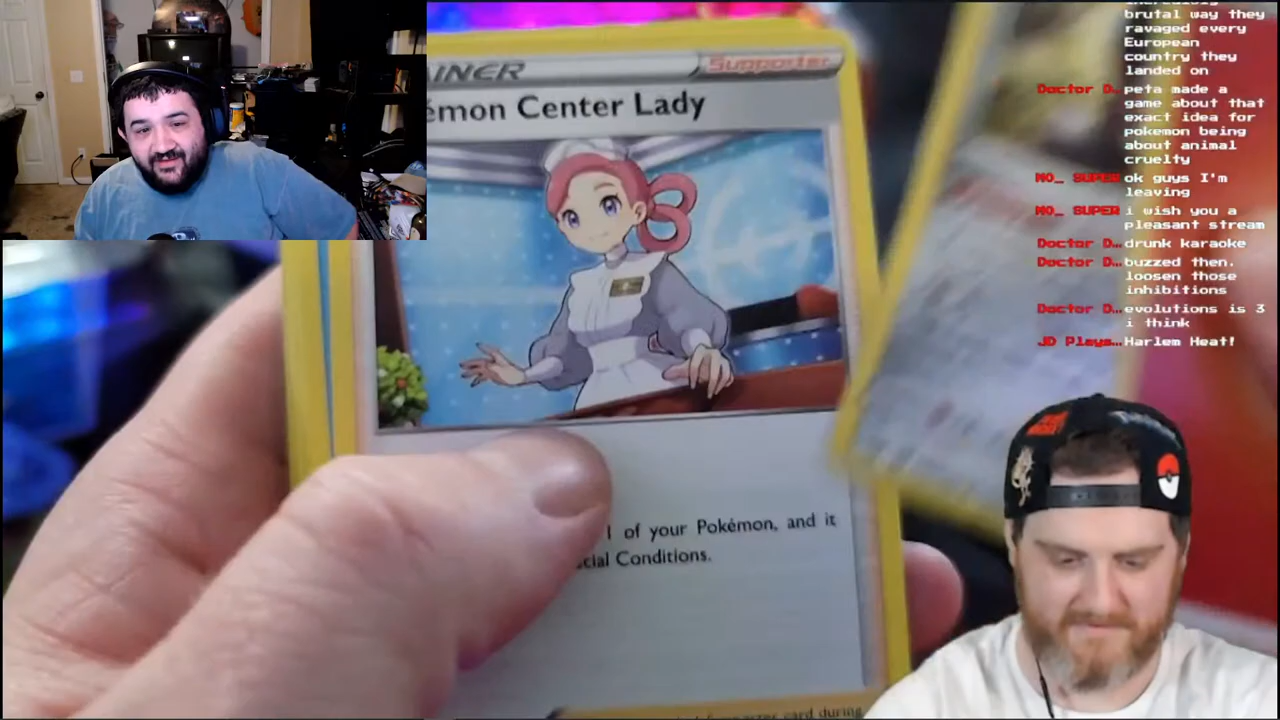 AINER
Supporter
émon Center Lady
1 of your Pokémon, and it
cial Conditions.
card during
brutal way they
ravaged every
European
country they
landed on
Doctor D… peta made a
game about that
exact idea for
pokemon being
about animal
cruelty
MO_ SUPER ok guys I'm
leaving
MO_ SUPER i wish you a
pleasant stream
Doctor D… drunk karaoke
Doctor D… buzzed then.
loosen those
inhibitions
Doctor D… evolutions is 3
i think
JD Plays… Harlem Heat!